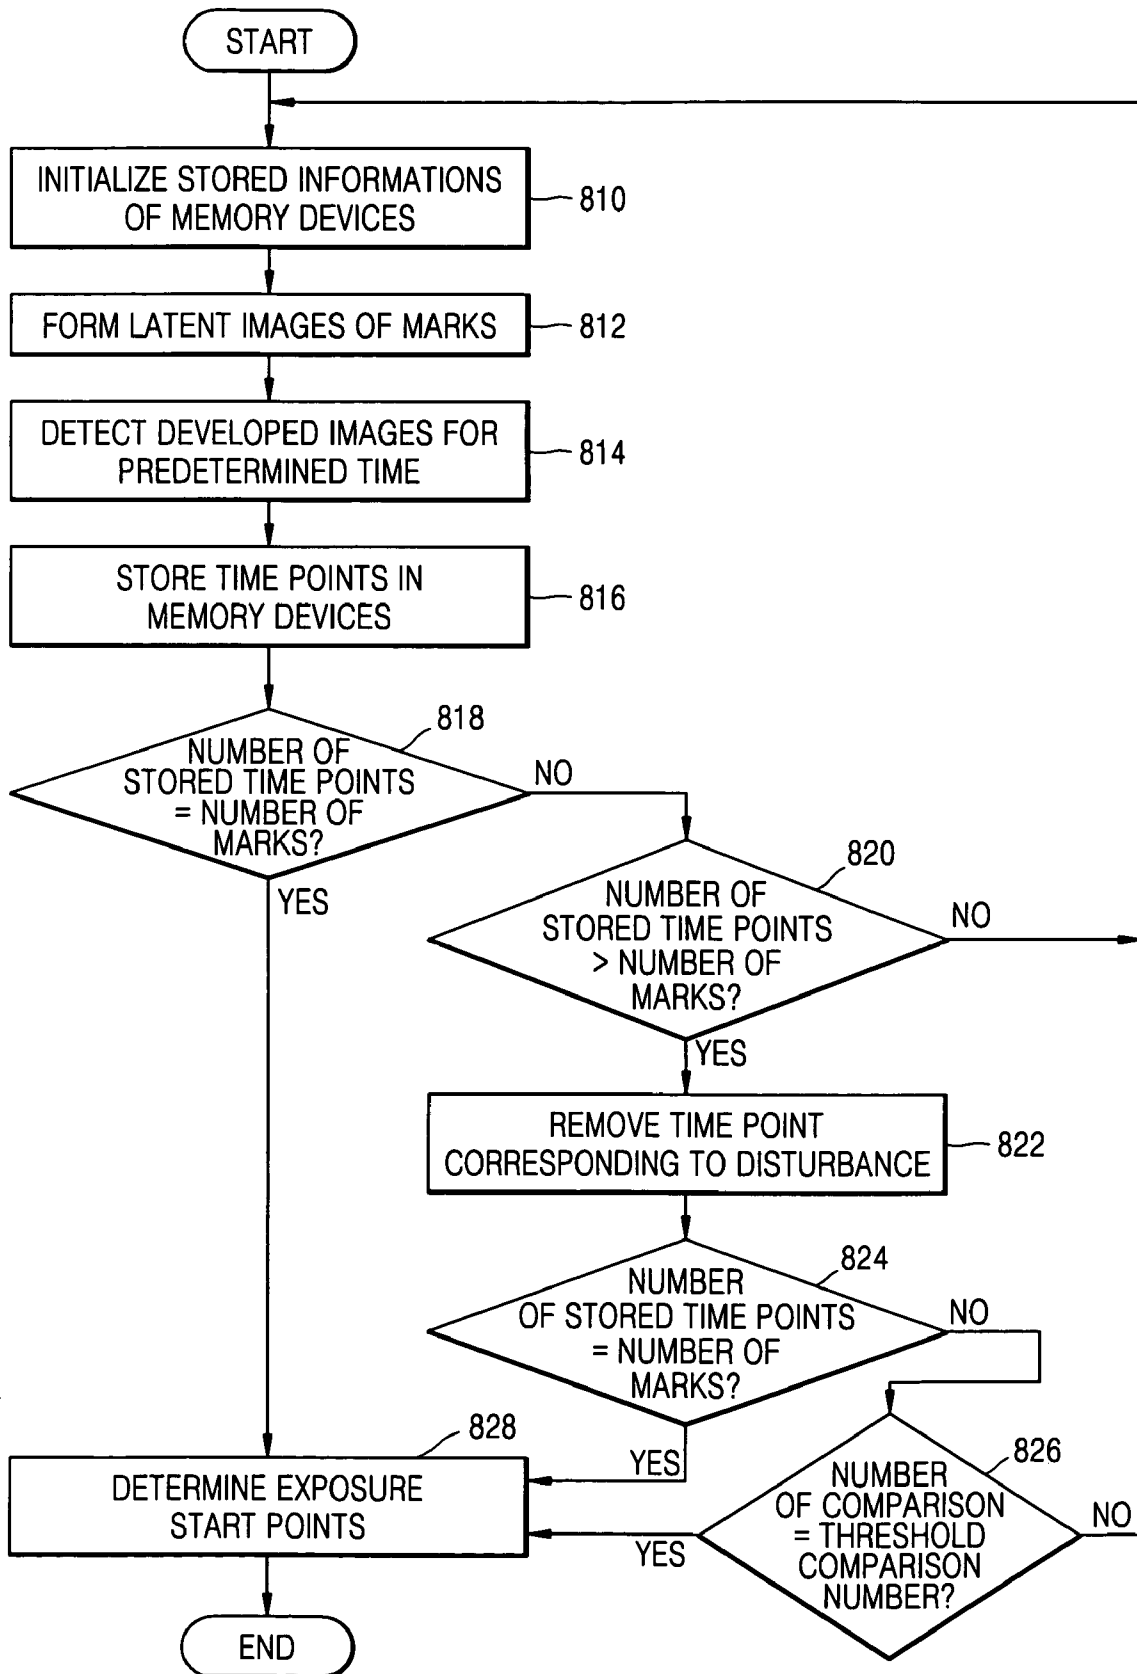 START
INITIALIZE STORED INFORMATIONS
OF MEMORY DEVICES
810
FORM LATENT IMAGES OF MARKS
812
DETECT DEVELOPED IMAGES FOR
PREDETERMINED TIME
814
STORE TIME POINTS IN
MEMORY DEVICES
816
818
NUMBER OF
STORED TIME POINTS
= NUMBER OF
MARKS?
NO
YES
820
NUMBER OF
STORED TIME POINTS
> NUMBER OF
MARKS?
NO
YES
REMOVE TIME POINT
CORRESPONDING TO DISTURBANCE
822
824
NUMBER
OF STORED TIME POINTS
= NUMBER OF
MARKS?
NO
YES
826
NUMBER
OF COMPARISON
= THRESHOLD
COMPARISON
NUMBER?
NO
YES
828
DETERMINE EXPOSURE
START POINTS
END